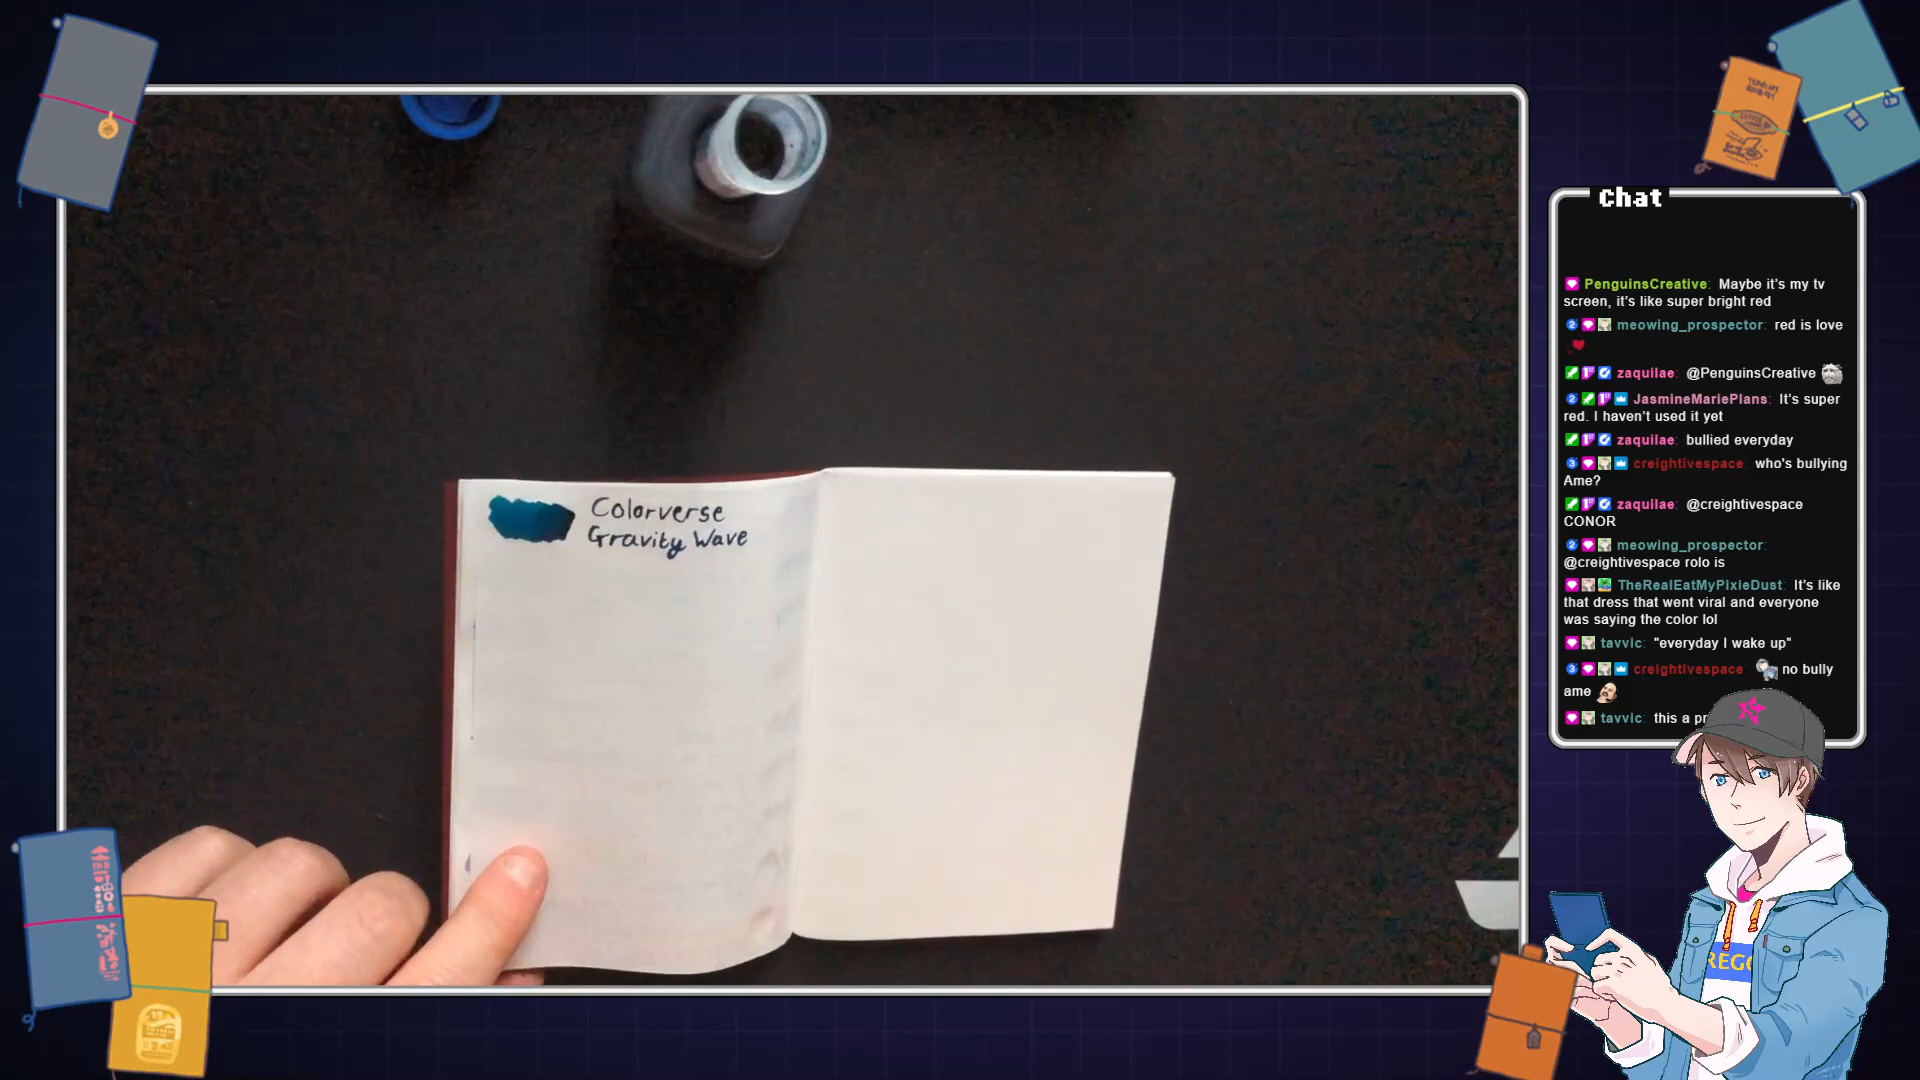 chat
PenguinsCreative: Maybe it's my tv
screen, it's like super bright red
meowing_prospector: red is love
zaquilae: @PenguinsCreative
JasmineMariePlans: It's super
red. I haven't used it yet
zaquilae: bullied everyday
creightivespace: who's bullying
Ame?
zaquilae: @creightivespace
CONOR
meowing_prospector:
@creightivespace rolo is
TheRealEatMyPixieDust: It's like
that dress that went viral and everyone
was saying the color lol
tavvic: "everyday I wake up"
creightivespace: no bully
ame
tavvic: this a pr
Colorverse
Gravity Wave
REGO